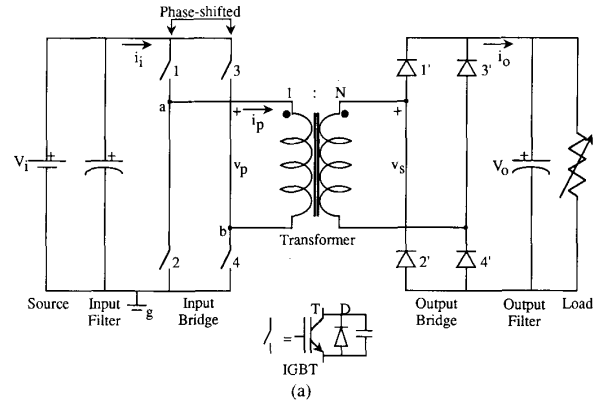 Phase-shifted
i_i 1 3 1' 3' i_o
a + i_p 1 : N +
V_i + + v_p v_s V_o +
b Transformer
2 4 2' 4'
g
Source Input Filter Input Bridge Output Bridge Output Filter Load
T D
=
IGBT
(a)